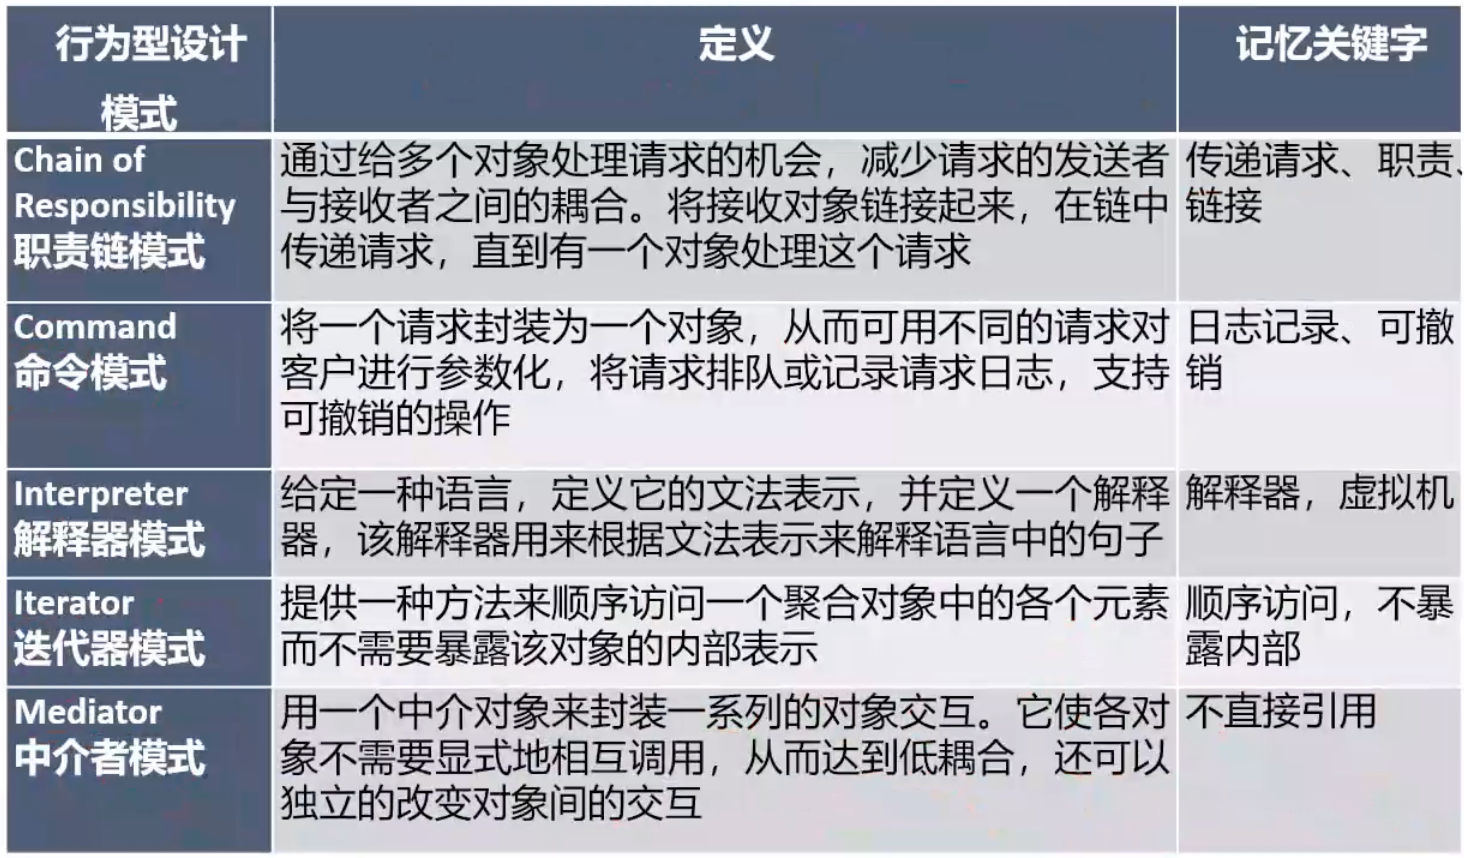 行为型设计
模式
定义
记忆关键字
Chain of
Responsibility
职责链模式
通过给多个对象处理请求的机会，减少请求的发送者
与接收者之间的耦合。将接收对象链接起来，在链中
传递请求，直到有一个对象处理这个请求
传递请求、职责、
链接
Command
命令模式
将一个请求封装为一个对象，从而可用不同的请求对
客户进行参数化，将请求排队或记录请求日志，支持
可撤销的操作
日志记录、可撤
销
Interpreter
解释器模式
给定一种语言，定义它的文法表示，并定义一个解释
器，该解释器用来根据文法表示来解释语言中的句子
解释器，虚拟机
Iterator
迭代器模式
提供一种方法来顺序访问一个聚合对象中的各个元素
而不需要暴露该对象的内部表示
顺序访问，不暴
露内部
Mediator
中介者模式
用一个中介对象来封装一系列的对象交互。它使各对
象不需要显式地相互调用，从而达到低耦合，还可以
独立的改变对象间的交互
不直接引用